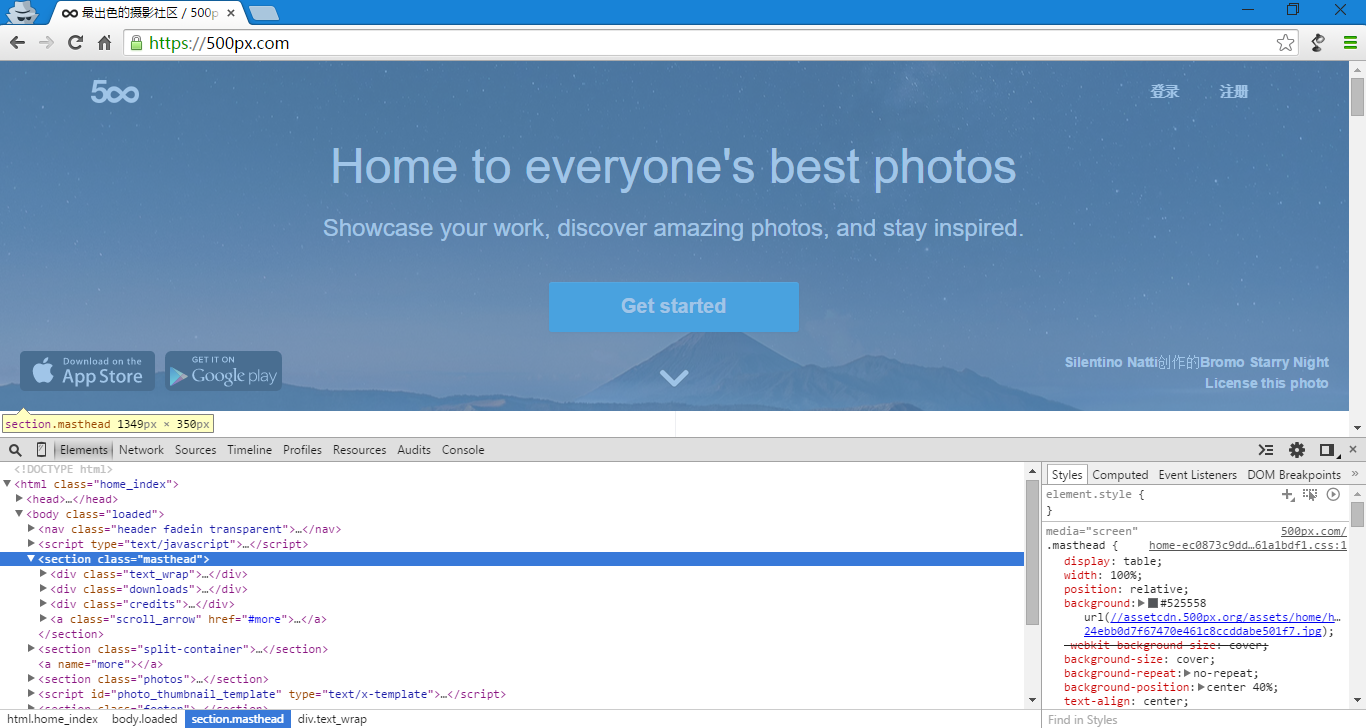 最出色的摄影社区 / 500p
https://500px.com
500
登录 注册
Home to everyone's best photos
Showcase your work, discover amazing photos, and stay inspired.
Get started
Download on the
App Store
GET IT ON
Google play
Silentino Natti创作的Bromo Starry Night
License this photo
section.masthead 1349px × 350px
Elements Network Sources Timeline Profiles Resources Audits Console
<!DOCTYPE html>
<html class="home_index">
<head>…</head>
<body class="loaded">
<nav class="header fadein transparent">…</nav>
<script type="text/javascript">…</script>
<section class="masthead">
<div class="text_wrap">…</div>
<div class="downloads">…</div>
<div class="credits">…</div>
<a class="scroll_arrow" href="#more">…</a>
</section>
<section class="split-container">…</section>
<a name="more"></a>
<section class="photos">…</section>
<script id="photo_thumbnail_template" type="text/x-template">…</script>
<section class="footer">…</section>
html.home_index body.loaded section.masthead div.text_wrap
Styles Computed Event Listeners DOM Breakpoints »
element.style {
}
media="screen" 500px.com/
.masthead { home-ec0873c9dd…61a1bdf1.css:1
display: table;
width: 100%;
position: relative;
background: #525558
url(//assetcdn.500px.org/assets/home/h…
24ebb0d7f67470e461c8ccddabe501f7.jpg);
-webkit-background-size: cover;
background-size: cover;
background-repeat: no-repeat;
background-position: center 40%;
text-align: center;
Find in Styles